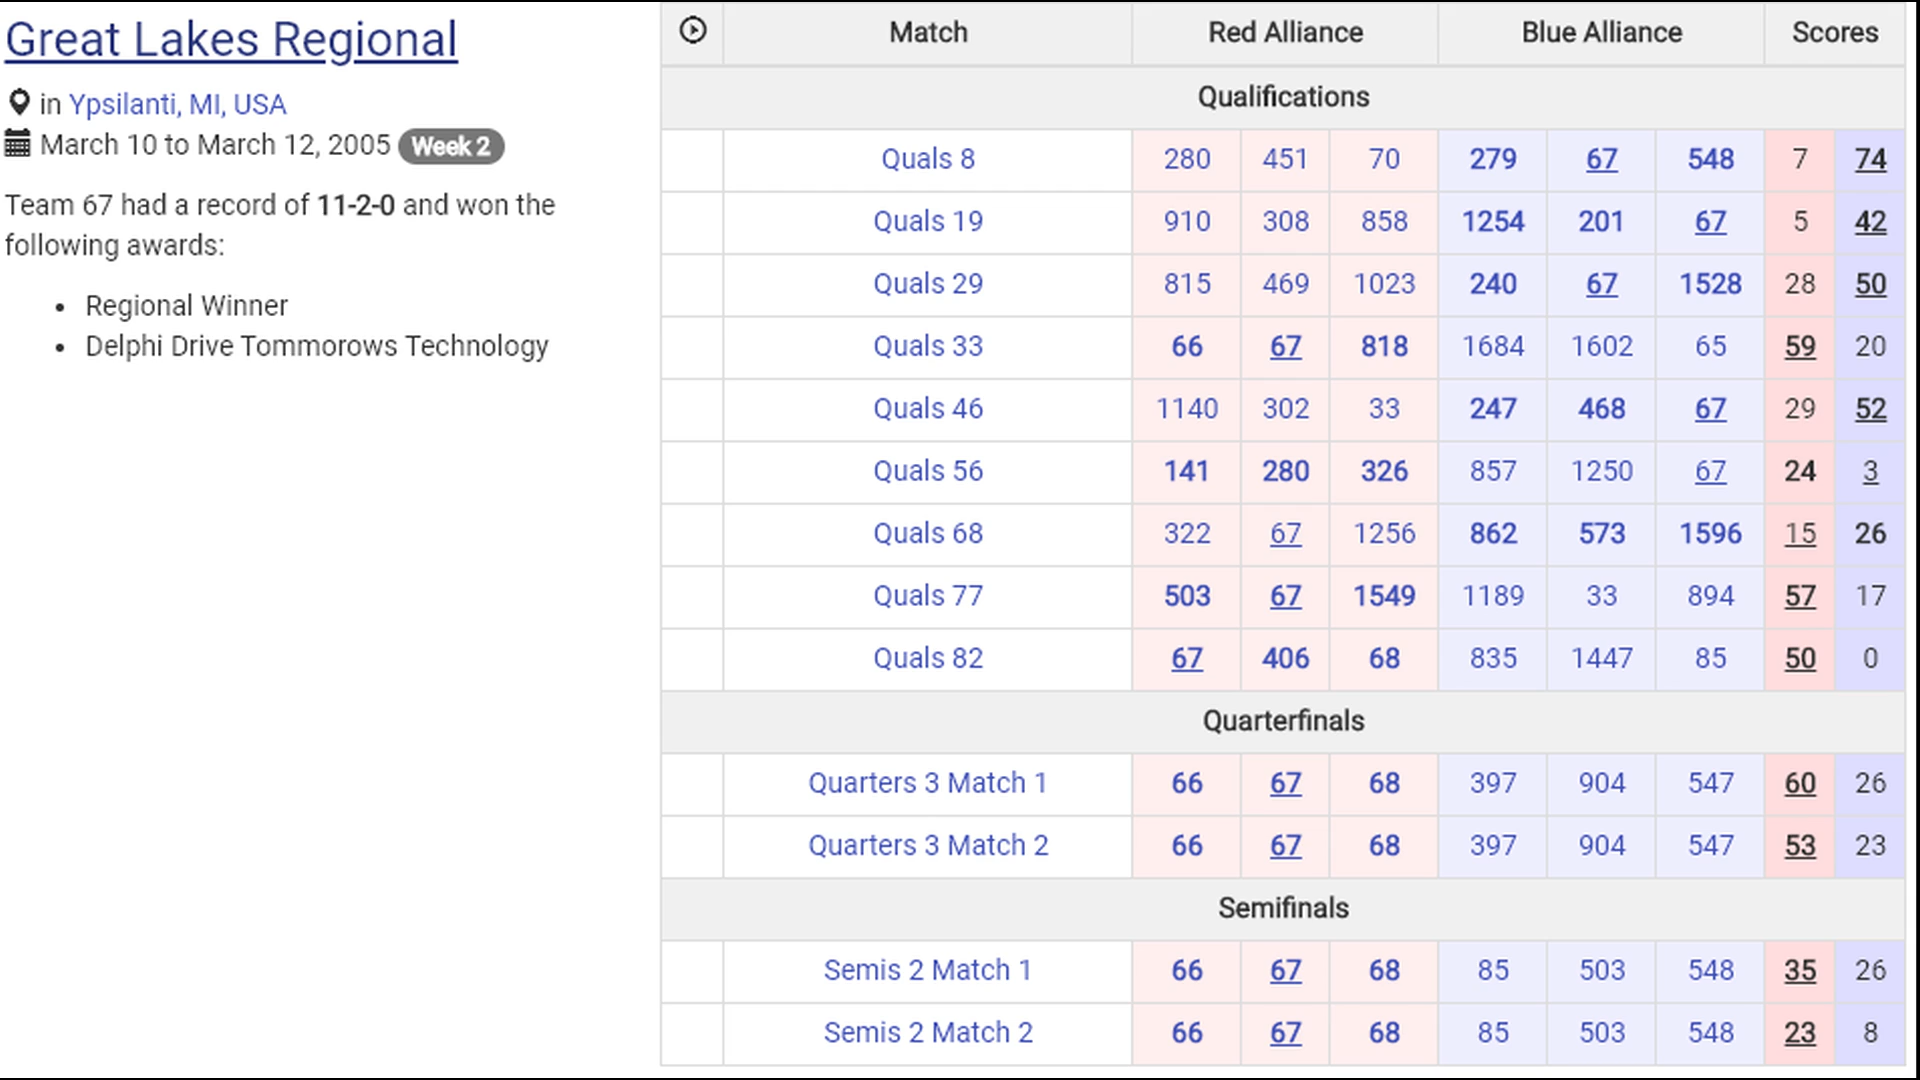 Great Lakes Regional
in Ypsilanti, MI, USA
March 10 to March 12, 2005 Week 2
Team 67 had a record of 11-2-0 and won the
following awards:
• Regional Winner
• Delphi Drive Tommorows Technology
Match Red Alliance Blue Alliance Scores
Qualifications
Quals 8 280 451 70 279 67 548 7 74
Quals 19 910 308 858 1254 201 67 5 42
Quals 29 815 469 1023 240 67 1528 28 50
Quals 33 66 67 818 1684 1602 65 59 20
Quals 46 1140 302 33 247 468 67 29 52
Quals 56 141 280 326 857 1250 67 24 3
Quals 68 322 67 1256 862 573 1596 15 26
Quals 77 503 67 1549 1189 33 894 57 17
Quals 82 67 406 68 835 1447 85 50 0
Quarterfinals
Quarters 3 Match 1 66 67 68 397 904 547 60 26
Quarters 3 Match 2 66 67 68 397 904 547 53 23
Semifinals
Semis 2 Match 1 66 67 68 85 503 548 35 26
Semis 2 Match 2 66 67 68 85 503 548 23 8